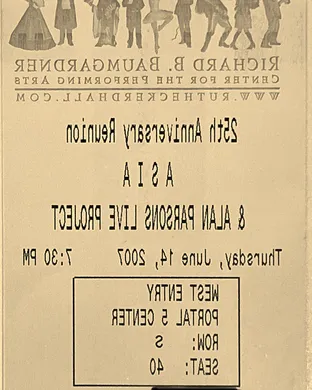 RICHARD B. BAUMGARDNER
CENTER FOR THE PERFORMING ARTS
WWW.RUTHECKERDHALL.COM
25th Anniversary Reunion
A S I A
& ALAN PARSONS LIVE PROJECT
Thursday, June 14, 2007 7:30 PM
WEST ENTRY
PORTAL 5 CENTER
ROW: S
SEAT: 40